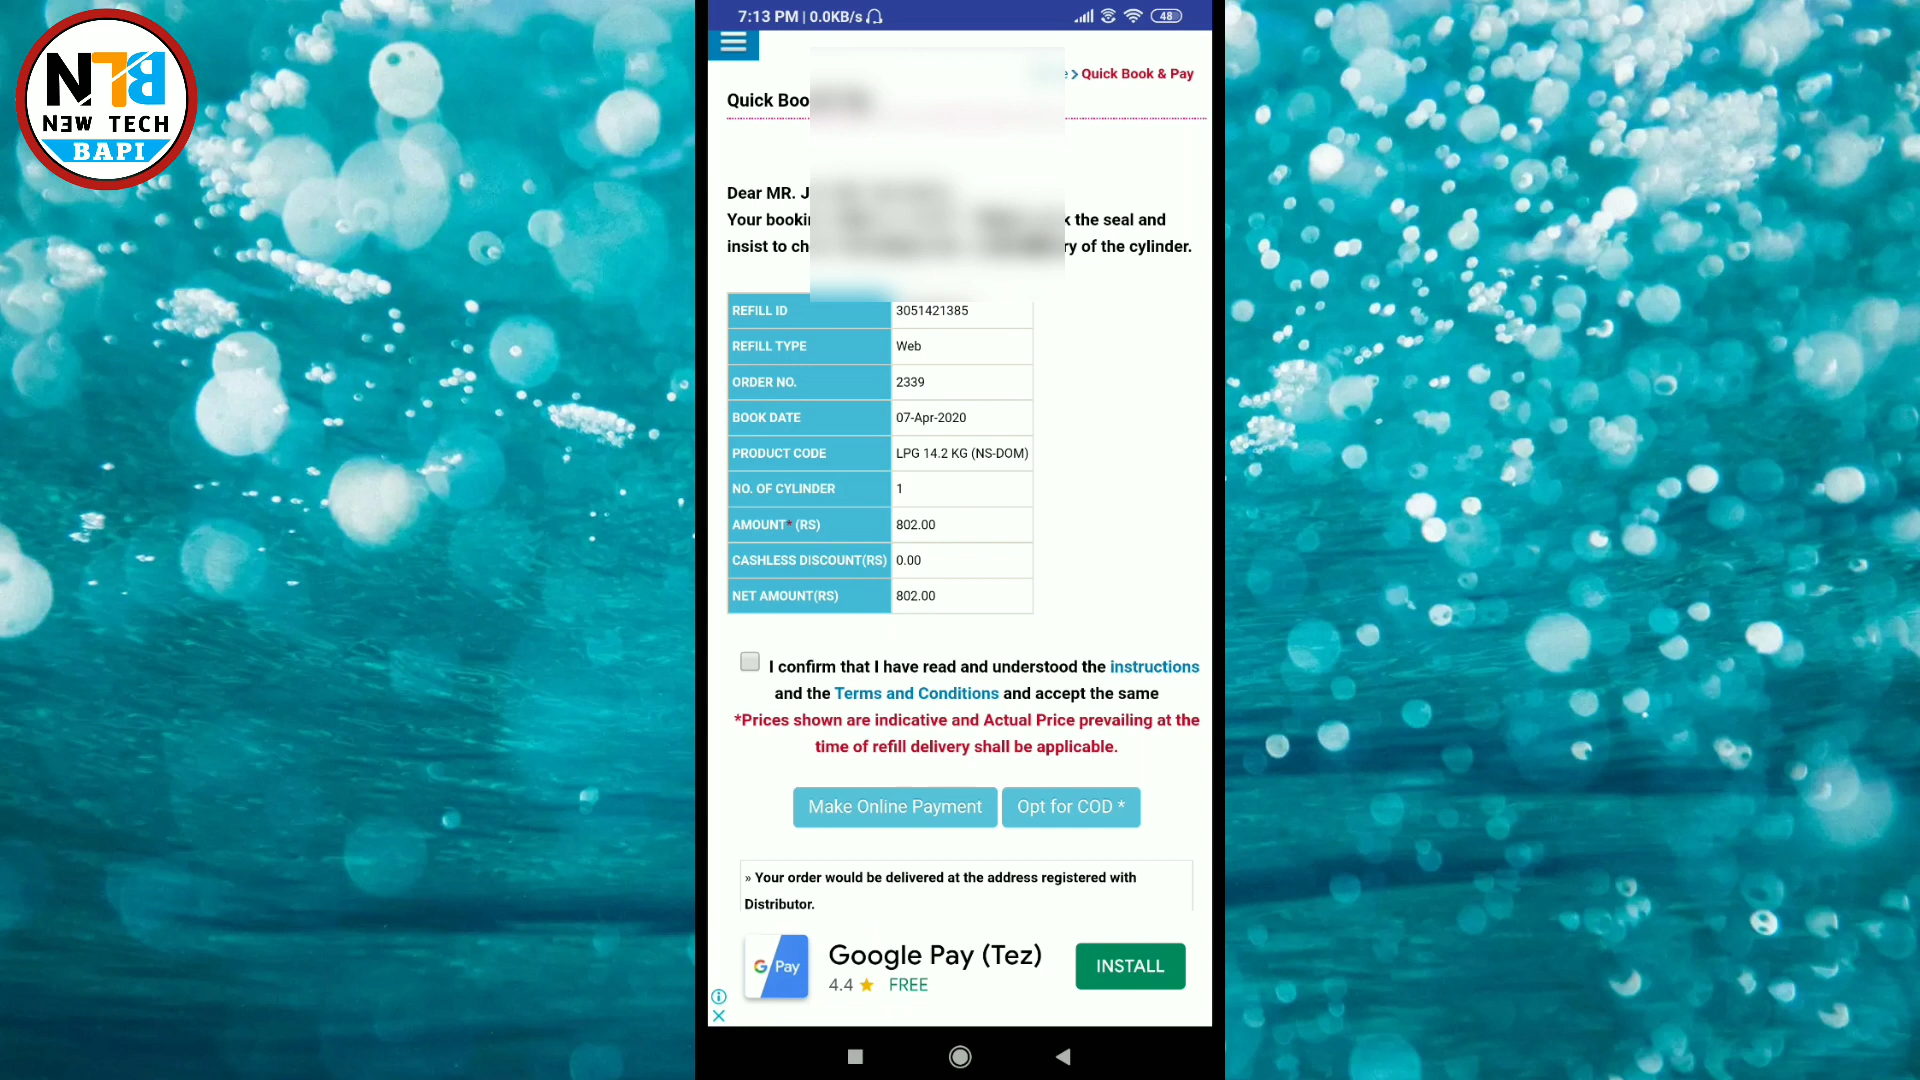 NTB
NEW TECH
BAPI
7:13 PM | 0.0KB/s
48
> Quick Book & Pay
Quick Boo
Dear MR. J
Your bookin k the seal and
insist to ch ry of the cylinder.
REFILL ID 3051421385
REFILL TYPE Web
ORDER NO. 2339
BOOK DATE 07-Apr-2020
PRODUCT CODE LPG 14.2 KG (NS-DOM)
NO. OF CYLINDER 1
AMOUNT* (RS) 802.00
CASHLESS DISCOUNT(RS) 0.00
NET AMOUNT(RS) 802.00
I confirm that I have read and understood the instructions
and the Terms and Conditions and accept the same
*Prices shown are indicative and Actual Price prevailing at the
time of refill delivery shall be applicable.
Make Online Payment Opt for COD *
» Your order would be delivered at the address registered with
Distributor.
G Pay
Google Pay (Tez)
4.4 ★ FREE
INSTALL